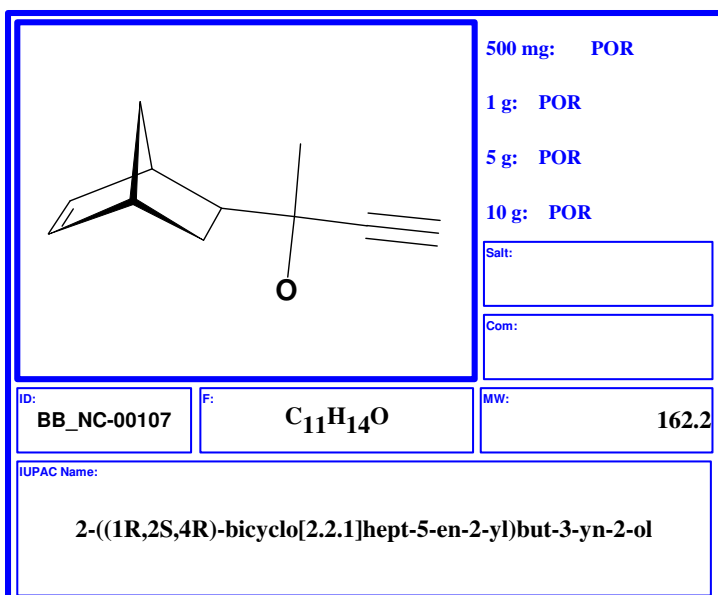 500 mg: POR
1 g: POR
5 g: POR
10 g: POR
O
Salt:
Com:
ID:
BB_NC-00107
F:
C11H14O
MW:
162.2
IUPAC Name:
2-((1R,2S,4R)-bicyclo[2.2.1]hept-5-en-2-yl)but-3-yn-2-ol